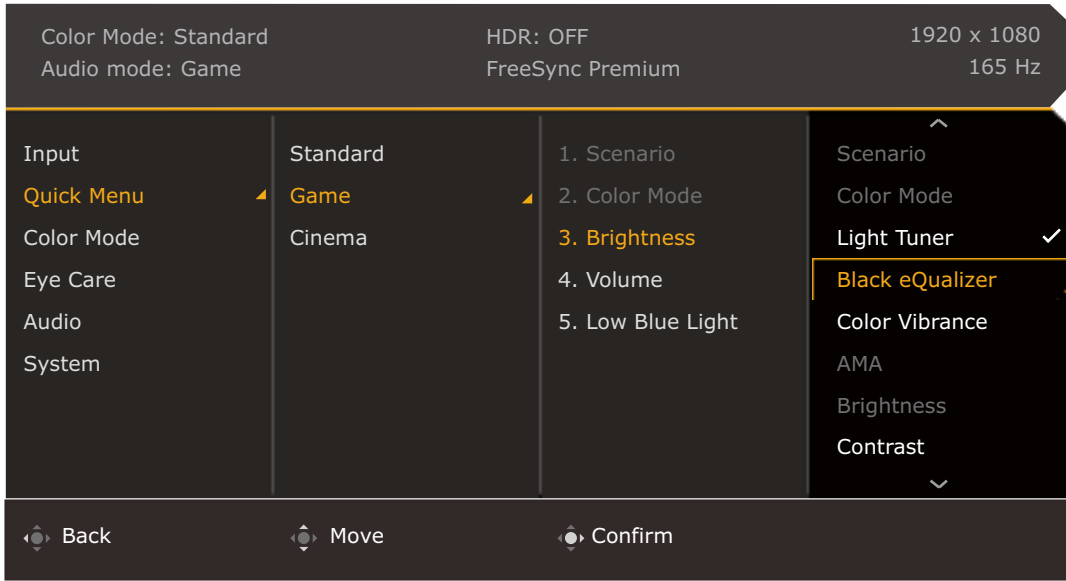 Color Mode: Standard
HDR: OFF
1920 x 1080
Audio mode: Game
FreeSync Premium
165 Hz
Input
Quick Menu
Color Mode
Eye Care
Audio
System
Standard
Game
Cinema
1. Scenario
2. Color Mode
3. Brightness
4. Volume
5. Low Blue Light
Scenario
Color Mode
Light Tuner
Black eQualizer
Color Vibrance
AMA
Brightness
Contrast
Back
Move
Confirm